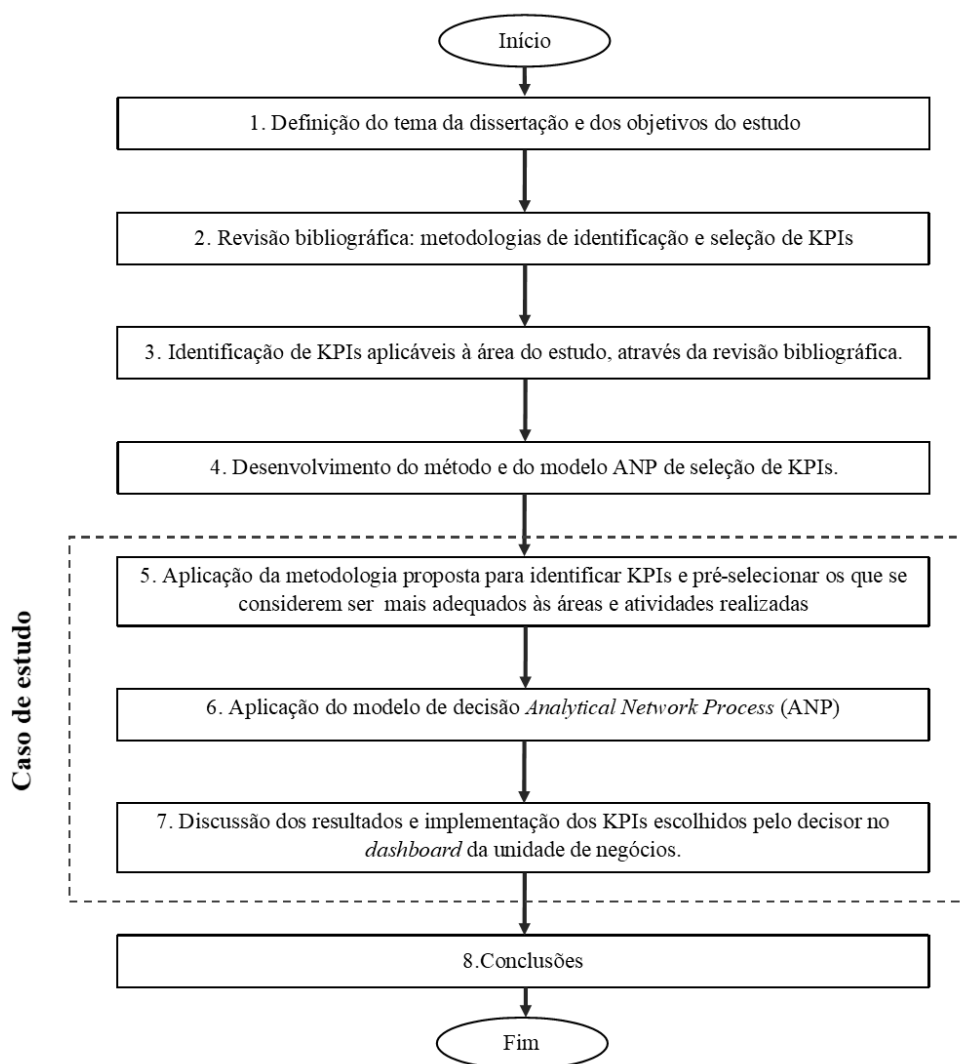 Início
1. Definição do tema da dissertação e dos objetivos do estudo
2. Revisão bibliográfica: metodologias de identificação e seleção de KPIs
3. Identificação de KPIs aplicáveis à área do estudo, através da revisão bibliográfica.
4. Desenvolvimento do método e do modelo ANP de seleção de KPIs.
Caso de estudo
5. Aplicação da metodologia proposta para identificar KPIs e pré-selecionar os que se
considerem ser mais adequados às áreas e atividades realizadas
6. Aplicação do modelo de decisão Analytical Network Process (ANP)
7. Discussão dos resultados e implementação dos KPIs escolhidos pelo decisor no
dashboard da unidade de negócios.
8.Conclusões
Fim